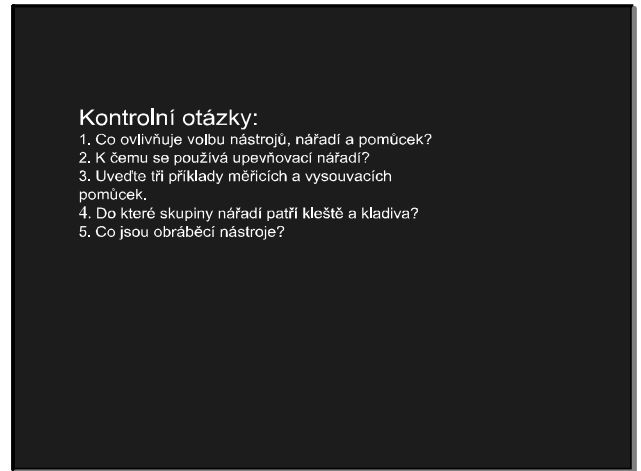 Kontrolní otázky:
1. Co ovlivňuje volbu nástrojů, nářadí a pomůcek?
2. K čemu se používá upevňovací nářadí?
3. Uveďte tři příklady měřicích a vysouvacích
pomůcek.
4. Do které skupiny nářadí patří kleště a kladiva?
5. Co jsou obráběcí nástroje?